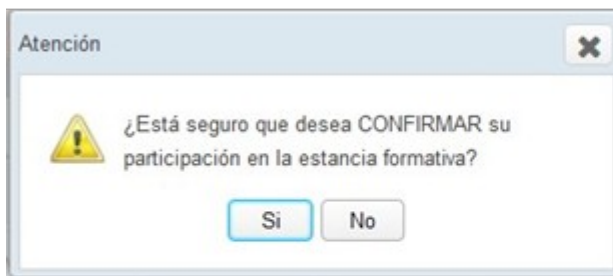 Atención
¿Está seguro que desea CONFIRMAR su
participación en la estancia formativa?
Si No